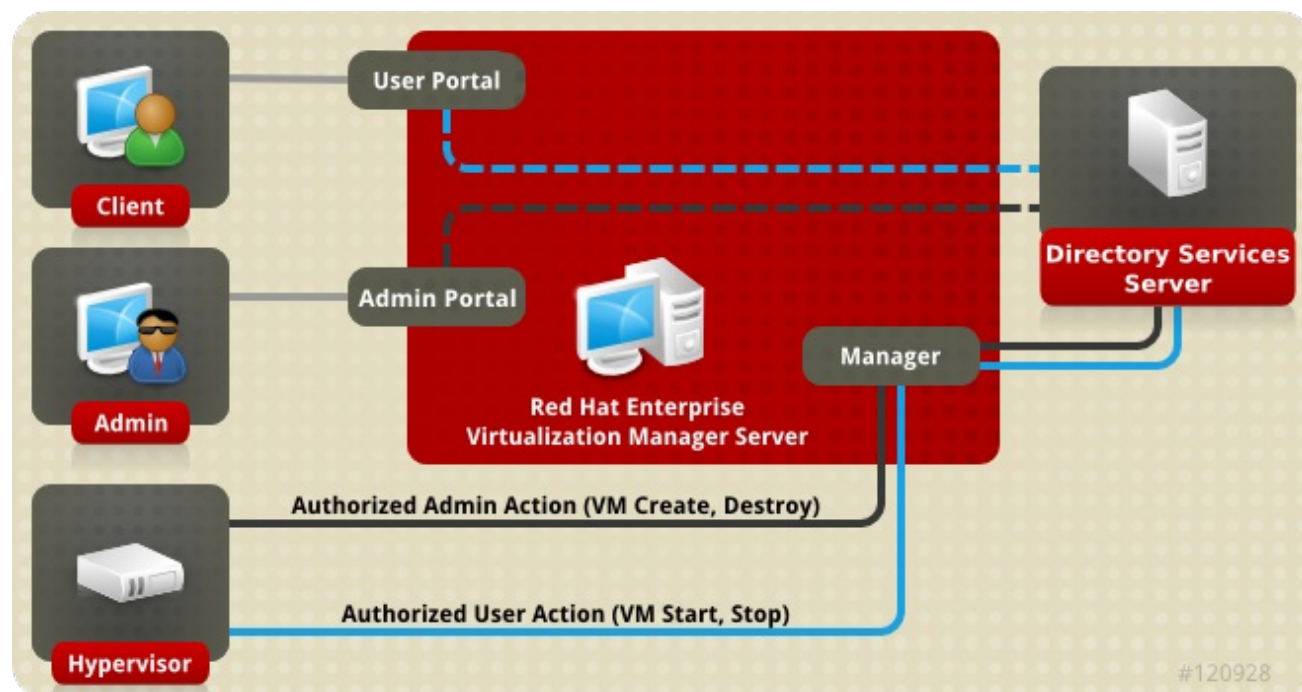 User Portal
Client
Directory Services
Server
Admin Portal
Manager
Admin
Red Hat Enterprise
Virtualization Manager Server
Authorized Admin Action (VM Create, Destroy)
Authorized User Action (VM Start, Stop)
Hypervisor
#120928